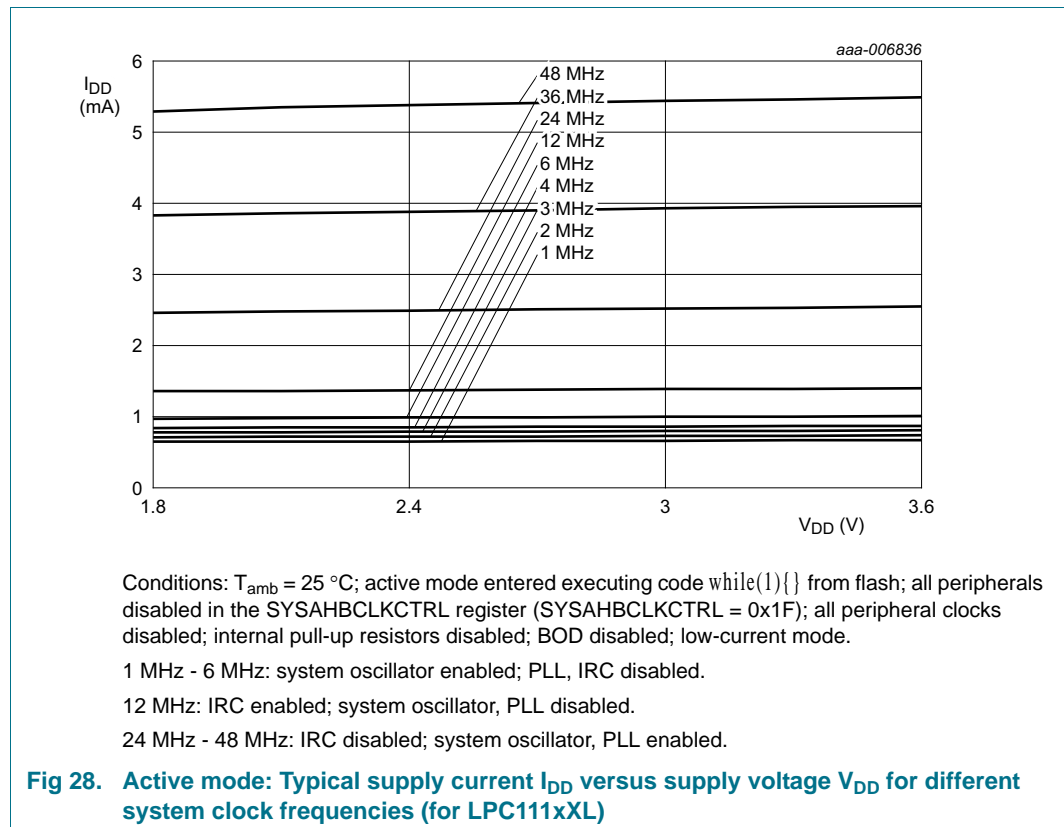 aaa-006836
6
I_DD
(mA)
48 MHz
36 MHz
24 MHz
5
12 MHz
6 MHz
4 MHz
4
3 MHz
2 MHz
1 MHz
3
2
1
0
1.8
2.4
3
3.6
V_DD (V)
Conditions: T_amb = 25 °C; active mode entered executing code while(1){} from flash; all peripherals
disabled in the SYSAHBCLKCTRL register (SYSAHBCLKCTRL = 0x1F); all peripheral clocks
disabled; internal pull-up resistors disabled; BOD disabled; low-current mode.
1 MHz - 6 MHz: system oscillator enabled; PLL, IRC disabled.
12 MHz: IRC enabled; system oscillator, PLL disabled.
24 MHz - 48 MHz: IRC disabled; system oscillator, PLL enabled.
Fig 28. Active mode: Typical supply current I_DD versus supply voltage V_DD for different
system clock frequencies (for LPC111xXL)